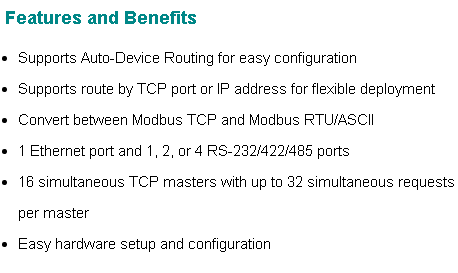 Features and Benefits
• Supports Auto-Device Routing for easy configuration
• Supports route by TCP port or IP address for flexible deployment
• Convert between Modbus TCP and Modbus RTU/ASCII
• 1 Ethernet port and 1, 2, or 4 RS-232/422/485 ports
• 16 simultaneous TCP masters with up to 32 simultaneous requests
per master
• Easy hardware setup and configuration